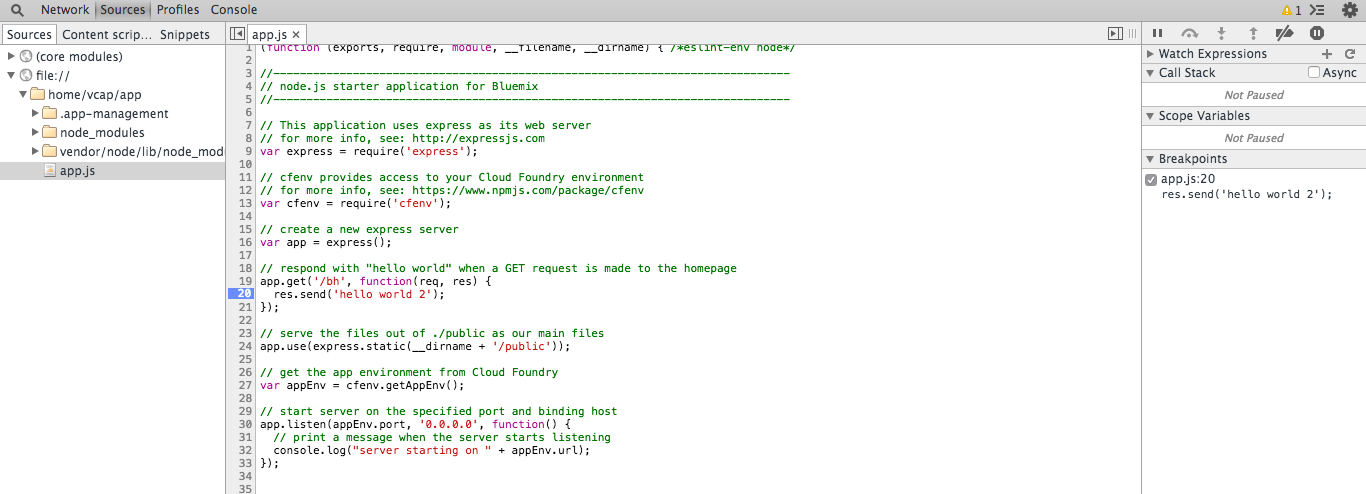 Network Sources Profiles Console 1
Sources Content scrip... Snippets
(core modules)
file://
home/vcap/app
.app-management
node_modules
vendor/node/lib/node_mod
app.js
app.js ×
1 (function (exports, require, module, __filename, __dirname) { /*eslint-env node*/
2
3 //------------------------------------------------------------------------------
4 // node.js starter application for Bluemix
5 //------------------------------------------------------------------------------
6
7 // This application uses express as its web server
8 // for more info, see: http://expressjs.com
9 var express = require('express');
10
11 // cfenv provides access to your Cloud Foundry environment
12 // for more info, see: https://www.npmjs.com/package/cfenv
13 var cfenv = require('cfenv');
14
15 // create a new express server
16 var app = express();
17
18 // respond with "hello world" when a GET request is made to the homepage
19 app.get('/bh', function(req, res) {
20   res.send('hello world 2');
21 });
22
23 // serve the files out of ./public as our main files
24 app.use(express.static(__dirname + '/public'));
25
26 // get the app environment from Cloud Foundry
27 var appEnv = cfenv.getAppEnv();
28
29 // start server on the specified port and binding host
30 app.listen(appEnv.port, '0.0.0.0', function() {
31   // print a message when the server starts listening
32   console.log("server starting on " + appEnv.url);
33 });
34
35
Watch Expressions
Call Stack Async
Not Paused
Scope Variables
Not Paused
Breakpoints
app.js:20
res.send('hello world 2');